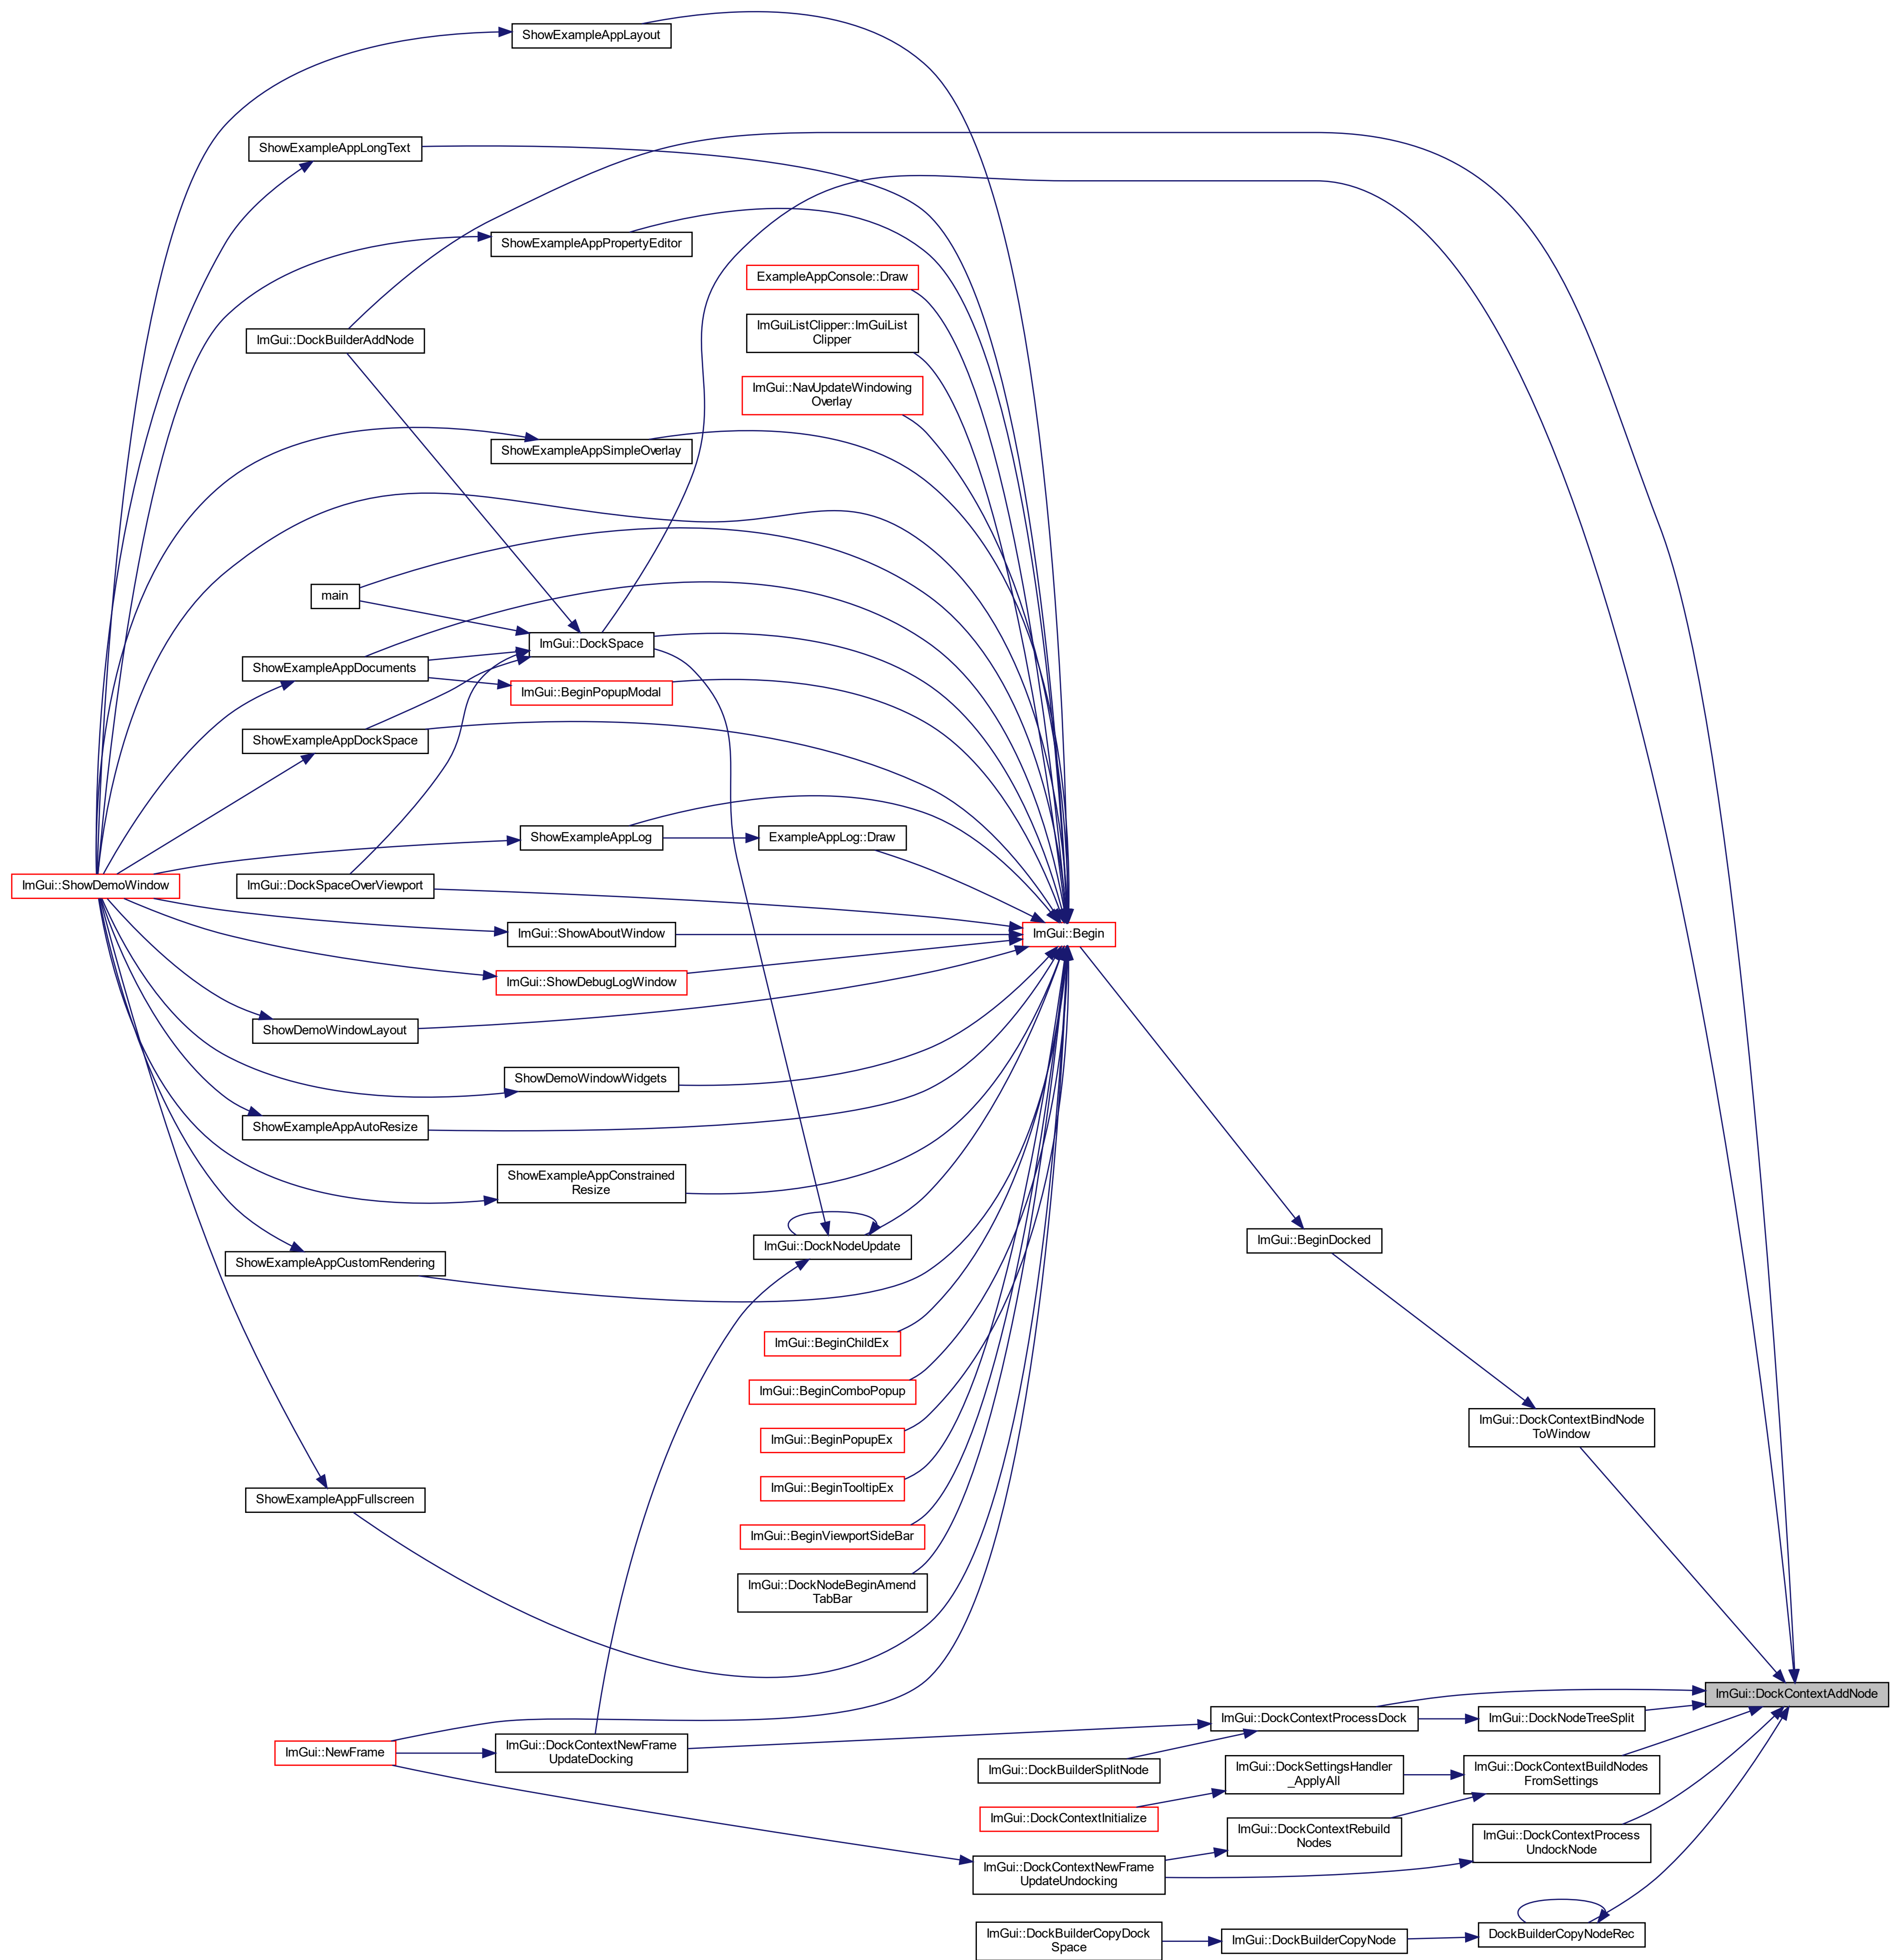 ShowExampleAppLayout
ShowExampleAppLongText
ShowExampleAppPropertyEditor
ExampleAppConsole::Draw
ImGuiListClipper::ImGuiList
Clipper
ImGui::DockBuilderAddNode
ImGui::NavUpdateWindowing
Overlay
ShowExampleAppSimpleOverlay
main
ImGui::DockSpace
ShowExampleAppDocuments
ImGui::BeginPopupModal
ShowExampleAppDockSpace
ShowExampleAppLog
ExampleAppLog::Draw
ImGui::ShowDemoWindow
ImGui::DockSpaceOverViewport
ImGui::ShowAboutWindow
ImGui::Begin
ImGui::ShowDebugLogWindow
ShowDemoWindowLayout
ShowDemoWindowWidgets
ShowExampleAppAutoResize
ShowExampleAppConstrained
Resize
ImGui::DockNodeUpdate
ImGui::BeginDocked
ShowExampleAppCustomRendering
ImGui::BeginChildEx
ImGui::BeginComboPopup
ImGui::DockContextBindNode
ToWindow
ImGui::BeginPopupEx
ImGui::BeginTooltipEx
ShowExampleAppFullscreen
ImGui::BeginViewportSideBar
ImGui::DockNodeBeginAmend
TabBar
ImGui::DockContextAddNode
ImGui::DockContextProcessDock
ImGui::DockNodeTreeSplit
ImGui::NewFrame
ImGui::DockContextNewFrame
UpdateDocking
ImGui::DockBuilderSplitNode
ImGui::DockSettingsHandler
_ApplyAll
ImGui::DockContextBuildNodes
FromSettings
ImGui::DockContextInitialize
ImGui::DockContextRebuild
Nodes
ImGui::DockContextProcess
UndockNode
ImGui::DockContextNewFrame
UpdateUndocking
ImGui::DockBuilderCopyDock
Space
ImGui::DockBuilderCopyNode
DockBuilderCopyNodeRec